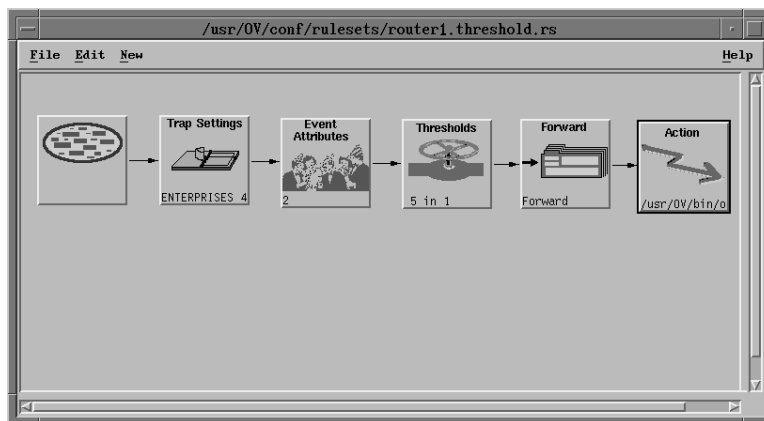 /usr/OV/conf/rulesets/router1.threshold.rs
File Edit New Help
Trap Settings
ENTERPRISES 4
Event
Attributes
2
Thresholds
5 in 1
Forward
Forward
Action
/usr/OV/bin/o